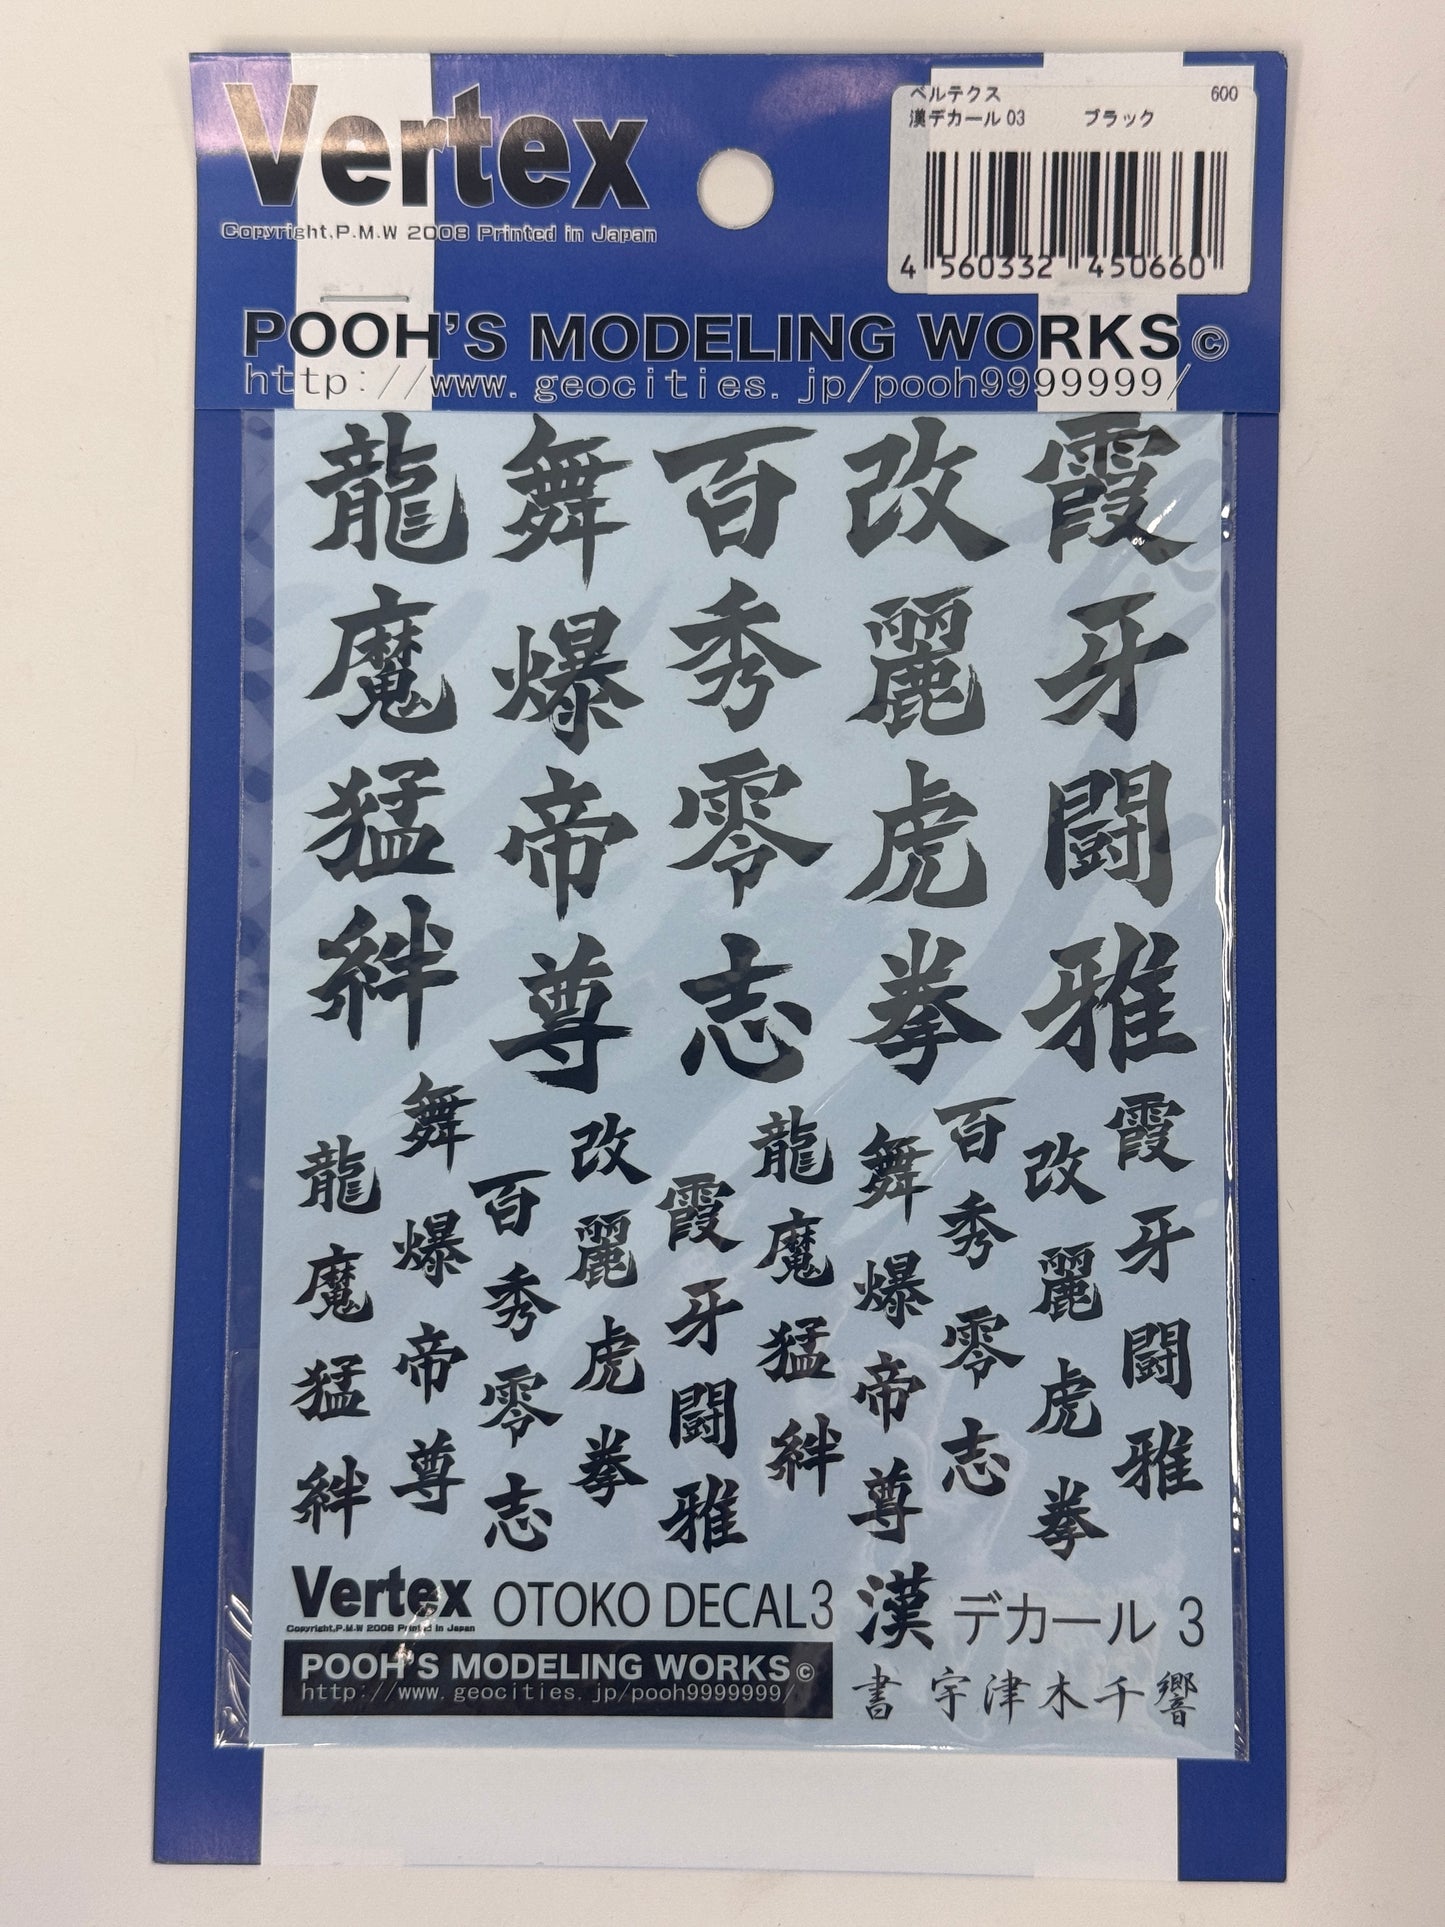 Vertex
Copyright.P.M.W 2008 Printed in Japan
ベルテクス 600
漢デカール 03 ブラック
4 560332 450660
POOH'S MODELING WORKS©
http://www.geocities.jp/pooh9999999/
龍 舞 百 改 霞
魔 爆 秀 麗 牙
猛 帝 零 虎 闘
絆 尊 志 拳 雅
龍 舞 百 改 霞 龍 舞 百 改 霞
魔 爆 秀 麗 牙 魔 爆 秀 麗 牙
猛 帝 零 虎 闘 猛 帝 零 虎 闘
絆 尊 志 拳 雅 絆 尊 志 拳 雅
Vertex OTOKO DECAL3 漢 デカール 3
Copyright.P.M.W 2008 Printed in Japan
POOH'S MODELING WORKS©
http://www.geocities.jp/pooh9999999/
書 宇津木千響